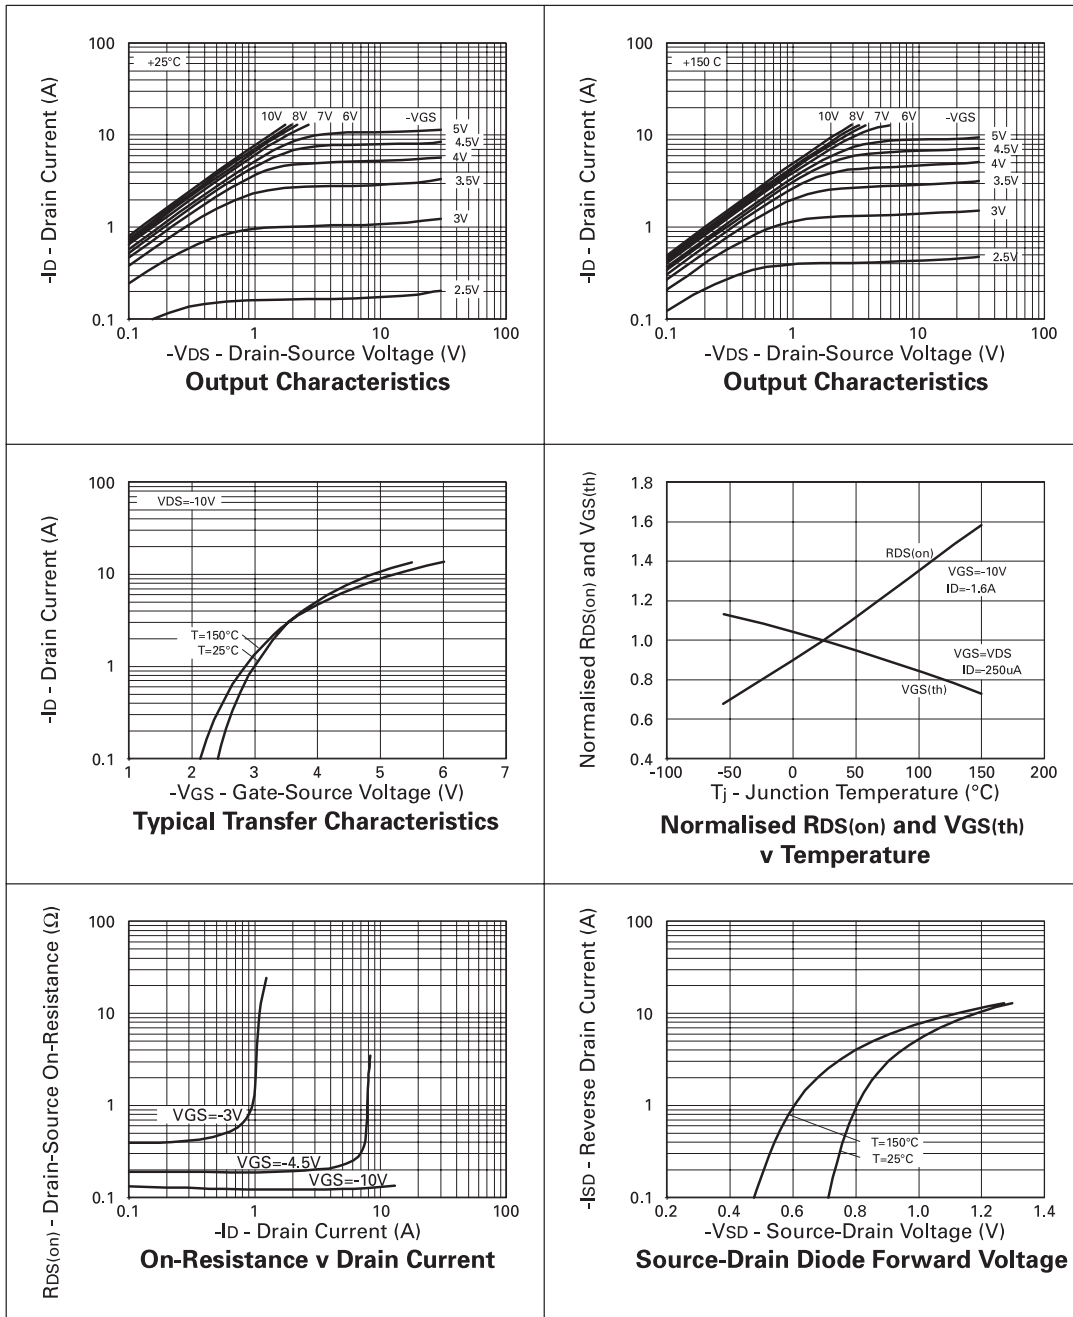 100
10
1
0.1
-ID - Drain Current (A)
+25°C
10V 8V 7V 6V -VGS
5V
4.5V
4V
3.5V
3V
2.5V
0.1 1 10 100
-VDS - Drain-Source Voltage (V)
Output Characteristics
100
10
1
0.1
-ID - Drain Current (A)
+150 C
10V 8V 7V 6V -VGS
5V
4.5V
4V
3.5V
3V
2.5V
0.1 1 10 100
-VDS - Drain-Source Voltage (V)
Output Characteristics
100
10
1
0.1
-ID - Drain Current (A)
VDS=-10V
T=150°C
T=25°C
1 2 3 4 5 6 7
-VGS - Gate-Source Voltage (V)
Typical Transfer Characteristics
1.8
1.6
1.4
1.2
1.0
0.8
0.6
0.4
Normalised RDS(on) and VGS(th)
RDS(on)
VGS=-10V
ID=-1.6A
VGS=VDS
ID=-250uA
VGS(th)
-100 -50 0 50 100 150 200
Tj - Junction Temperature (°C)
Normalised RDS(on) and VGS(th)
v Temperature
100
10
1
0.1
RDS(on) - Drain-Source On-Resistance (Ω)
VGS=-3V
VGS=-4.5V
VGS=-10V
0.1 1 10 100
-ID - Drain Current (A)
On-Resistance v Drain Current
100
10
1
0.1
-ISD - Reverse Drain Current (A)
T=150°C
T=25°C
0.2 0.4 0.6 0.8 1.0 1.2 1.4
-VSD - Source-Drain Voltage (V)
Source-Drain Diode Forward Voltage